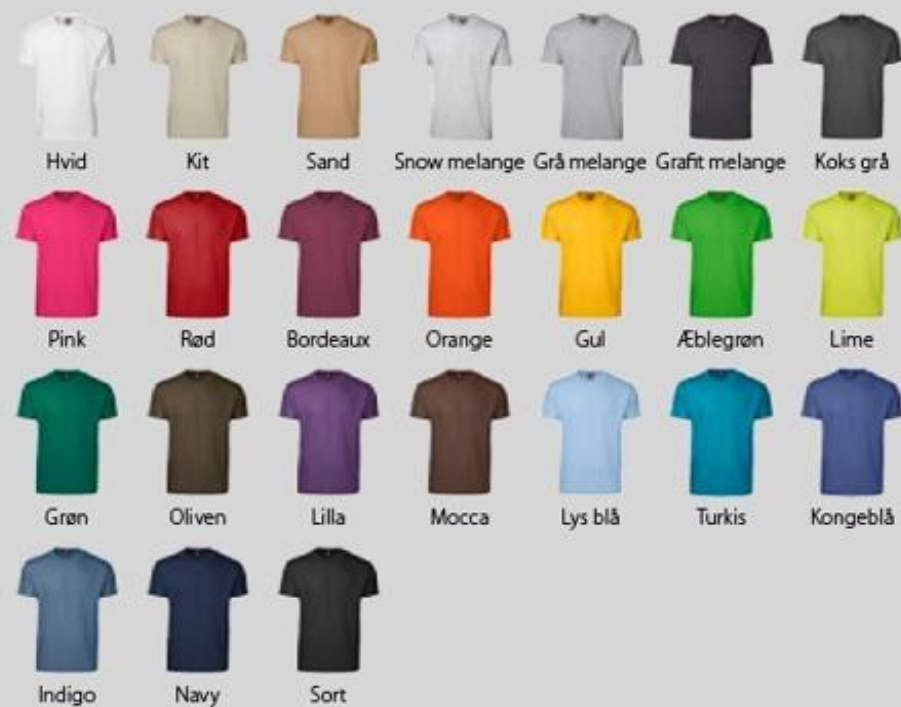 Hvid Kit Sand Snow melange Grå melange Grafit melange Koks grå
Pink Rød Bordeaux Orange Gul Æblegrøn Lime
Grøn Oliven Lilla Mocca Lys blå Turkis Kongeblå
Indigo Navy Sort